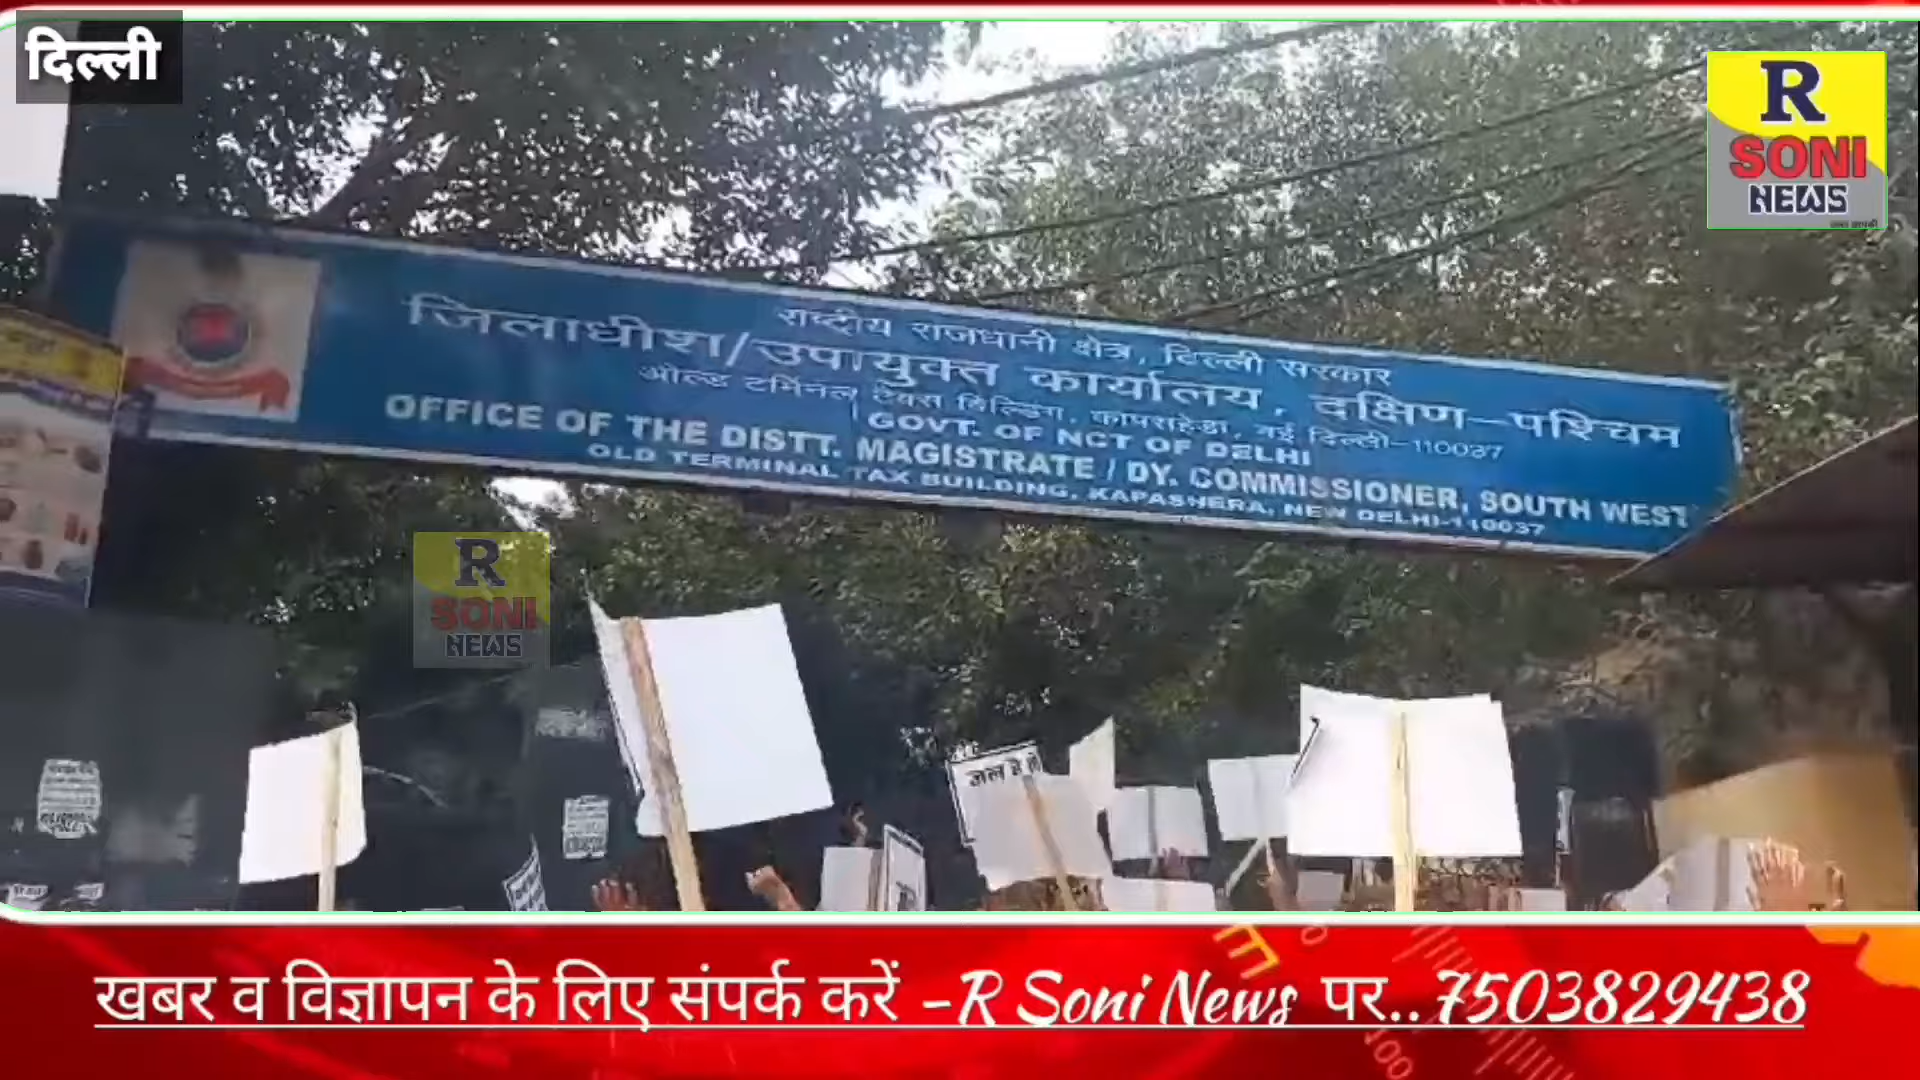 दिल्ली
R
SONI
NEWS
राष्ट्रीय राजधानी क्षेत्र, दिल्ली सरकार
जिलाधीश/उपायुक्त कार्यालय, दक्षिण-पश्चिम
ओल्ड टर्मिनल टैक्स बिल्डिंग, कापसहेडा, नई दिल्ली-110037
GOVT. OF NCT OF DELHI
OFFICE OF THE DISTT. MAGISTRATE / DY. COMMISSIONER, SOUTH WEST
OLD TERMINAL TAX BUILDING, KAPASHERA, NEW DELHI-110037
R
SONI
NEWS
जल है तो
खबर व विज्ञापन के लिए संपर्क करें -R Soni News पर..7503829438